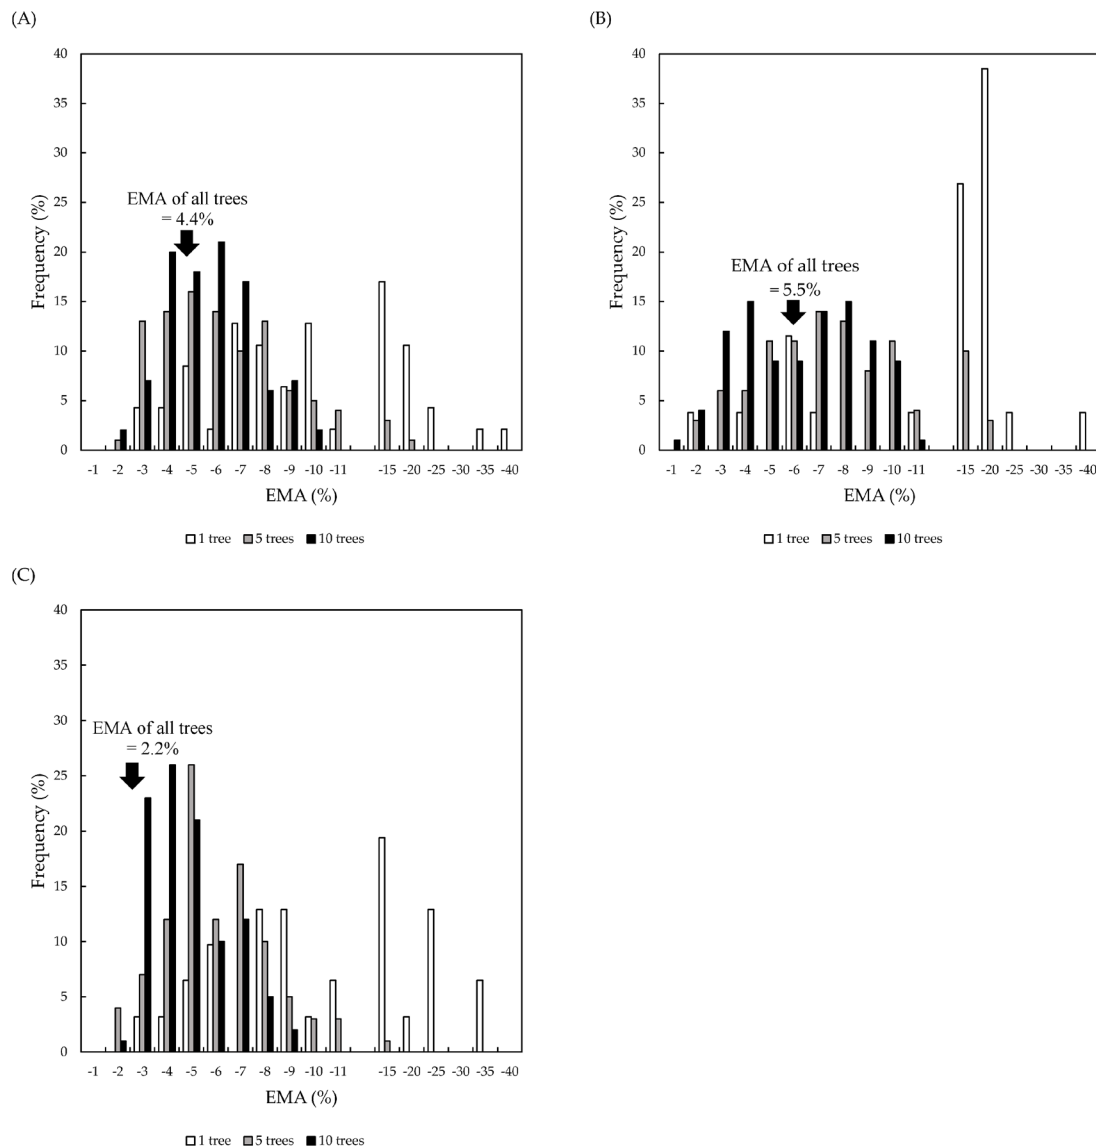 (A)
40
35
30
25
20
15
10
5
0
Frequency (%)
EMA of all trees
= 4.4%
-1 -2 -3 -4 -5 -6 -7 -8 -9 -10 -11 -15 -20 -25 -30 -35 -40
EMA (%)
1 tree 5 trees 10 trees
(B)
40
35
30
25
20
15
10
5
0
Frequency (%)
EMA of all trees
= 5.5%
-1 -2 -3 -4 -5 -6 -7 -8 -9 -10 -11 -15 -20 -25 -30 -35 -40
EMA (%)
1 tree 5 trees 10 trees
(C)
40
35
30
25
20
15
10
5
0
Frequency (%)
EMA of all trees
= 2.2%
-1 -2 -3 -4 -5 -6 -7 -8 -9 -10 -11 -15 -20 -25 -30 -35 -40
EMA (%)
1 tree 5 trees 10 trees